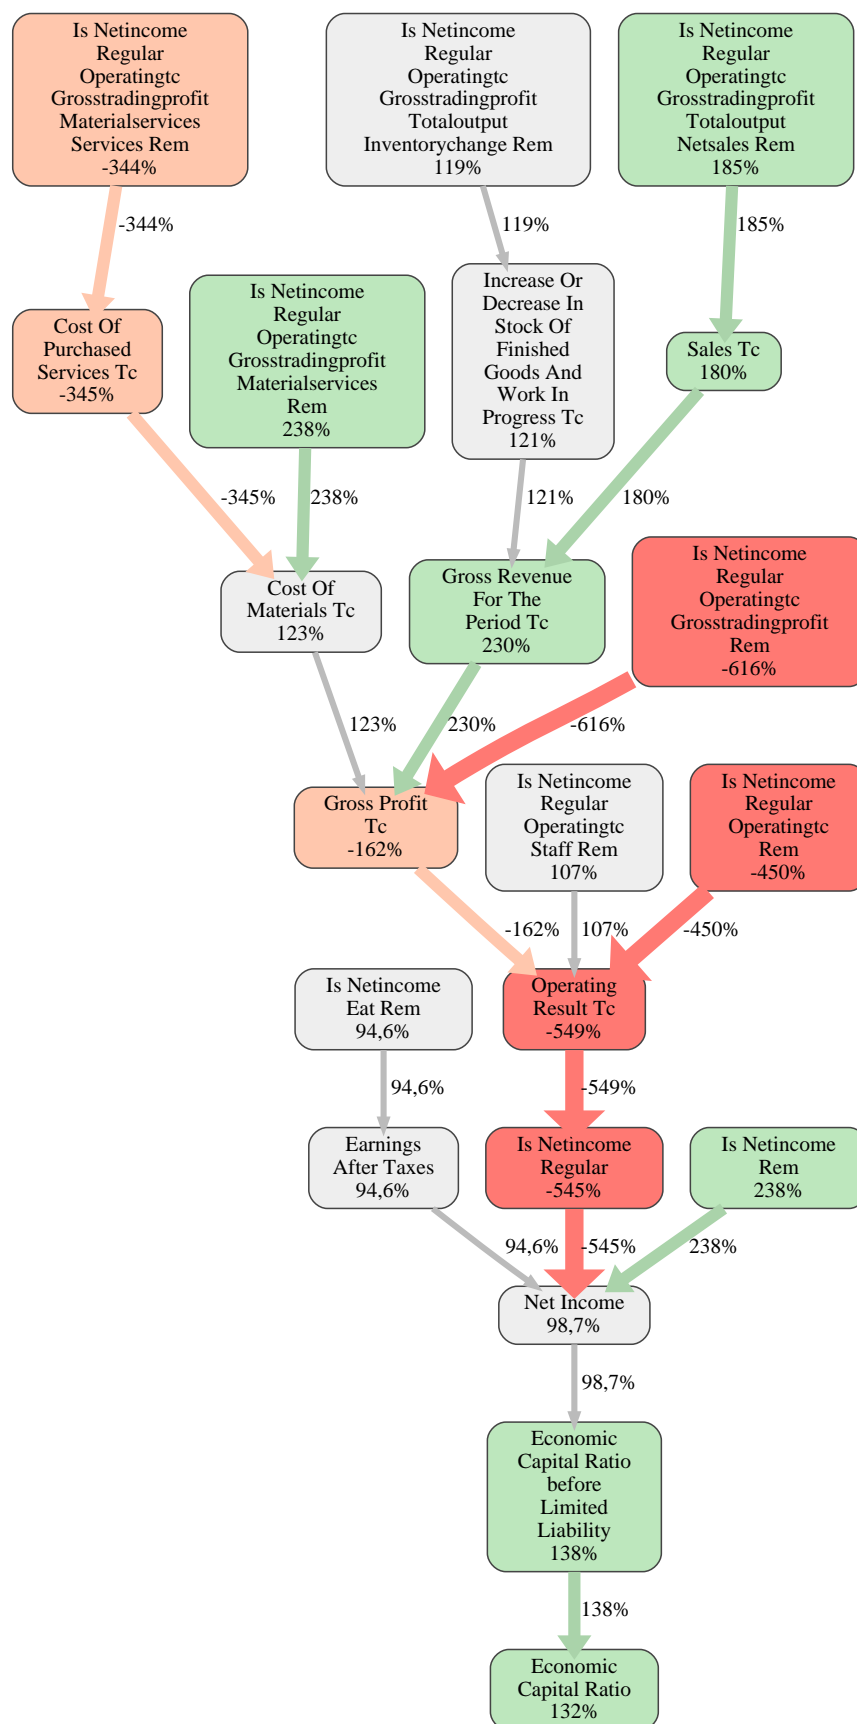 Is Netincome
Regular
Operatingtc
Grosstradingprofit
Materialservices
Services Rem
-344%
Is Netincome
Regular
Operatingtc
Grosstradingprofit
Totaloutput
Inventorychange Rem
119%
Is Netincome
Regular
Operatingtc
Grosstradingprofit
Totaloutput
Netsales Rem
185%
-344%
119%
185%
Cost Of
Purchased
Services Tc
-345%
Is Netincome
Regular
Operatingtc
Grosstradingprofit
Materialservices
Rem
238%
Increase Or
Decrease In
Stock Of
Finished
Goods And
Work In
Progress Tc
121%
Sales Tc
180%
-345%
238%
121%
180%
Cost Of
Materials Tc
123%
Gross Revenue
For The
Period Tc
230%
Is Netincome
Regular
Operatingtc
Grosstradingprofit
Rem
-616%
123%
230%
-616%
Gross Profit
Tc
-162%
Is Netincome
Regular
Operatingtc
Staff Rem
107%
Is Netincome
Regular
Operatingtc
Rem
-450%
-162%
107%
-450%
Is Netincome
Eat Rem
94,6%
Operating
Result Tc
-549%
94,6%
-549%
Earnings
After Taxes
94,6%
Is Netincome
Regular
-545%
Is Netincome
Rem
238%
94,6%
-545%
238%
Net Income
98,7%
98,7%
Economic
Capital Ratio
before
Limited
Liability
138%
138%
Economic
Capital Ratio
132%